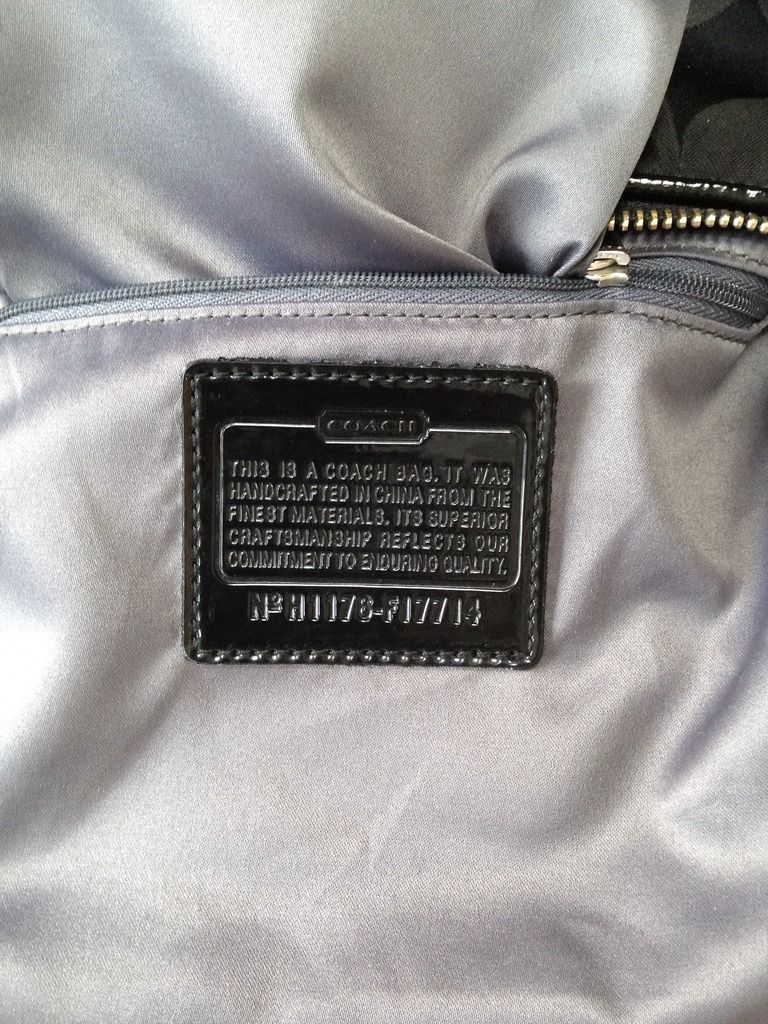 COACH
THIS IS A COACH BAG. IT WAS
HANDCRAFTED IN CHINA FROM THE
FINEST MATERIALS. ITS SUPERIOR
CRAFTSMANSHIP REFLECTS OUR
COMMITMENT TO ENDURING QUALITY.
Nº H1176-F17714